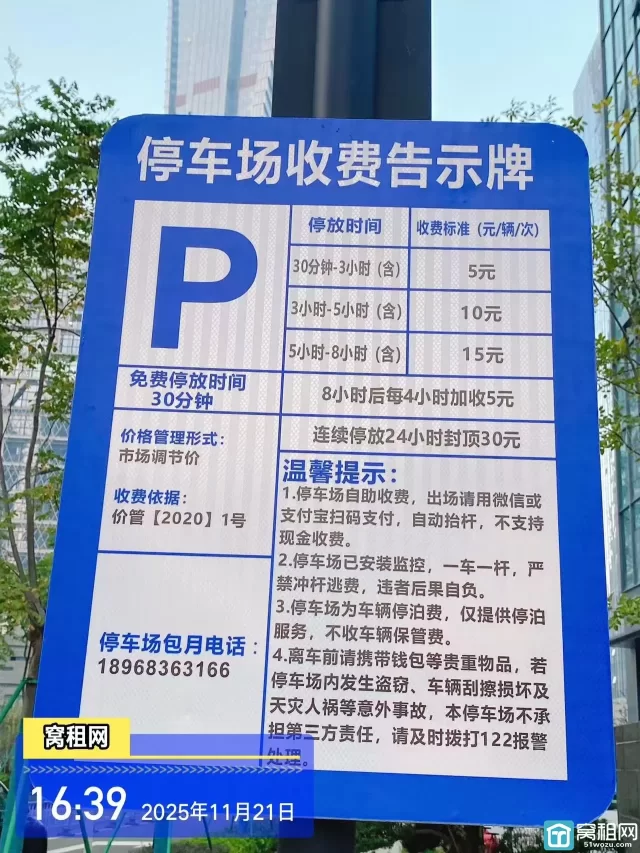 停车场收费告示牌
P
停放时间 收费标准（元/辆/次）
30分钟-3小时（含） 5元
3小时-5小时（含） 10元
5小时-8小时（含） 15元
免费停放时间
30分钟
8小时后每4小时加收5元
连续停放24小时封顶30元
价格管理形式：
市场调节价
收费依据：
价管【2020】1号
停车场包月电话：
18968363166
温馨提示：
1.停车场自助收费，出场请用微信或
支付宝扫码支付，自动抬杆，不支持
现金收费。
2.停车场已安装监控，一车一杆，严
禁冲杆逃费，违者后果自负。
3.停车场为车辆停泊费，仅提供停泊
服务，不收车辆保管费。
4.离车前请携带钱包等贵重物品，若
停车场内发生盗窃、车辆刮擦损坏及
天灾人祸等意外事故，本停车场不承
担第三方责任，请及时拨打122报警
处理。
窝租网
16:39 2025年11月21日
窝租网
51wozu.com